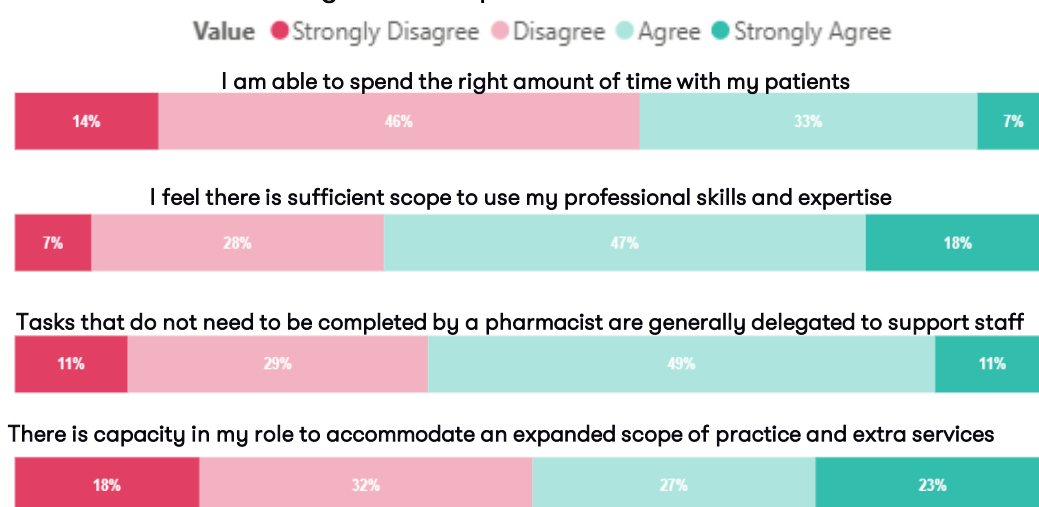 Value Strongly Disagree Disagree Agree Strongly Agree
I am able to spend the right amount of time with my patients
14% 46% 33% 7%
I feel there is sufficient scope to use my professional skills and expertise
7% 28% 47% 18%
Tasks that do not need to be completed by a pharmacist are generally delegated to support staff
11% 29% 49% 11%
There is capacity in my role to accommodate an expanded scope of practice and extra services
18% 32% 27% 23%